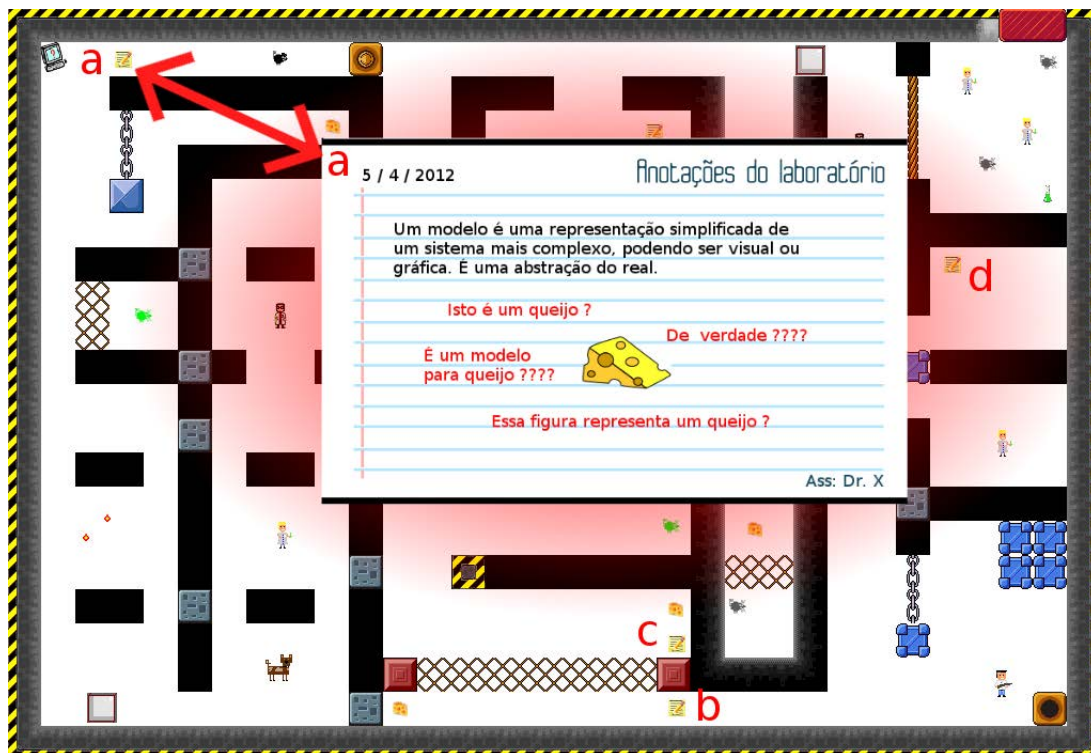 a
a
5 / 4 / 2012
Anotações do laboratório
Um modelo é uma representação simplificada de
um sistema mais complexo, podendo ser visual ou
gráfica. É uma abstração do real.
Isto é um queijo ?
De verdade ????
É um modelo
para queijo ????
Essa figura representa um queijo ?
Ass: Dr. X
d
c
b